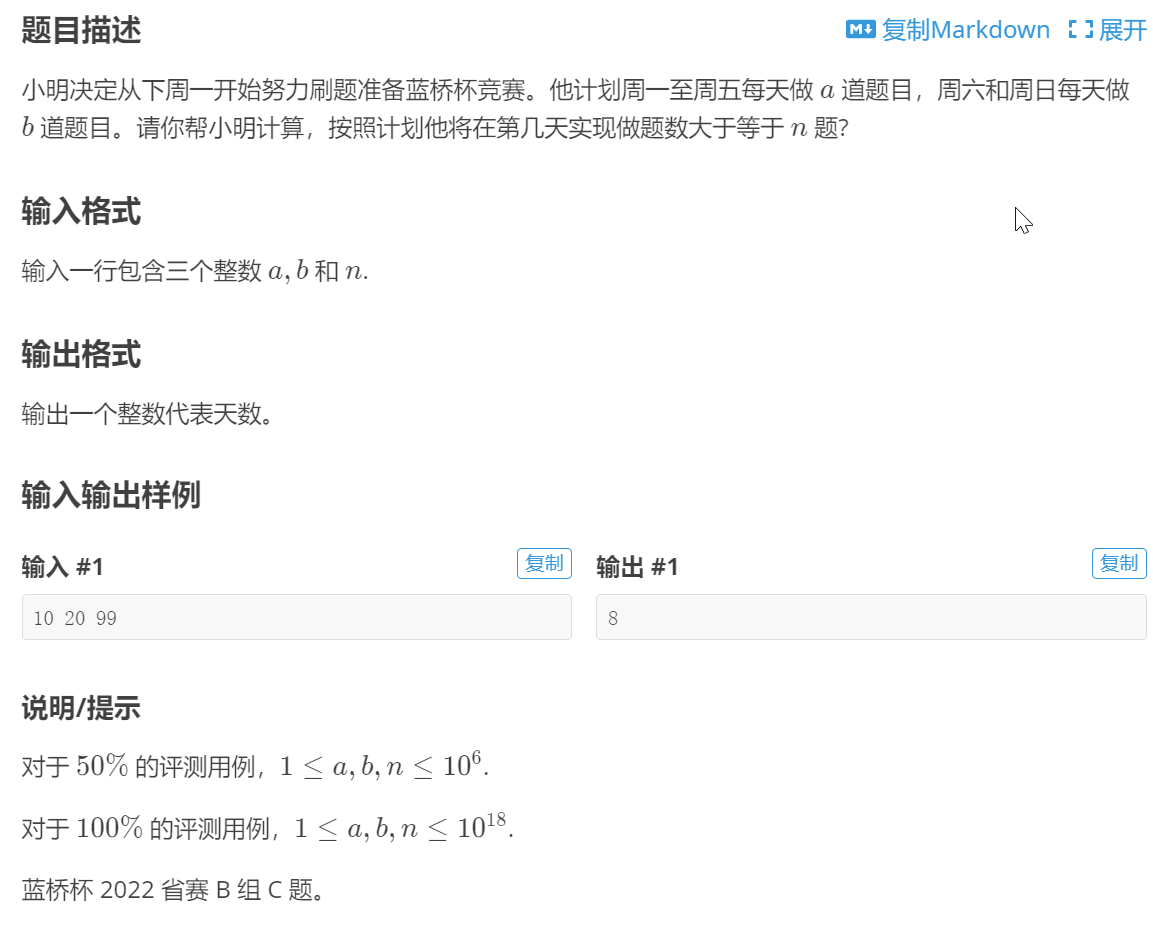 题目描述
复制Markdown 展开
小明决定从下周一开始努力刷题准备蓝桥杯竞赛。他计划周一至周五每天做 a 道题目，周六和周日每天做
b 道题目。请你帮小明计算，按照计划他将在第几天实现做题数大于等于 n 题?
输入格式
输入一行包含三个整数 a, b 和 n.
输出格式
输出一个整数代表天数。
输入输出样例
输入 #1 复制 输出 #1 复制
10 20 99 8
说明/提示
对于 50% 的评测用例，1 ≤ a, b, n ≤ 10⁶.
对于 100% 的评测用例，1 ≤ a, b, n ≤ 10¹⁸.
蓝桥杯 2022 省赛 B 组 C 题。